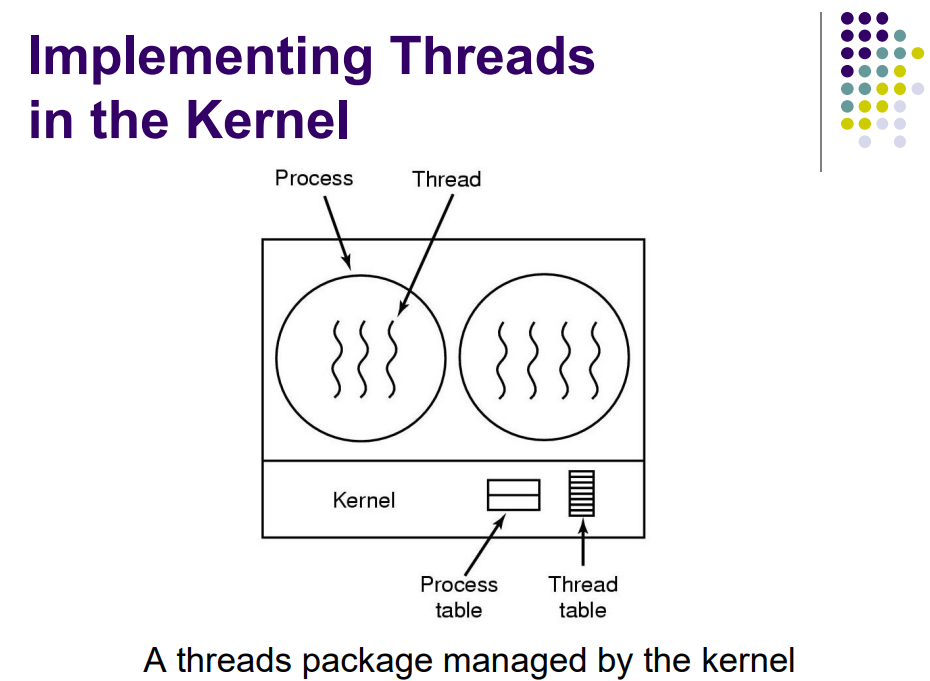 Implementing Threads
in the Kernel
Process
Thread
Kernel
Process
table
Thread
table
A threads package managed by the kernel